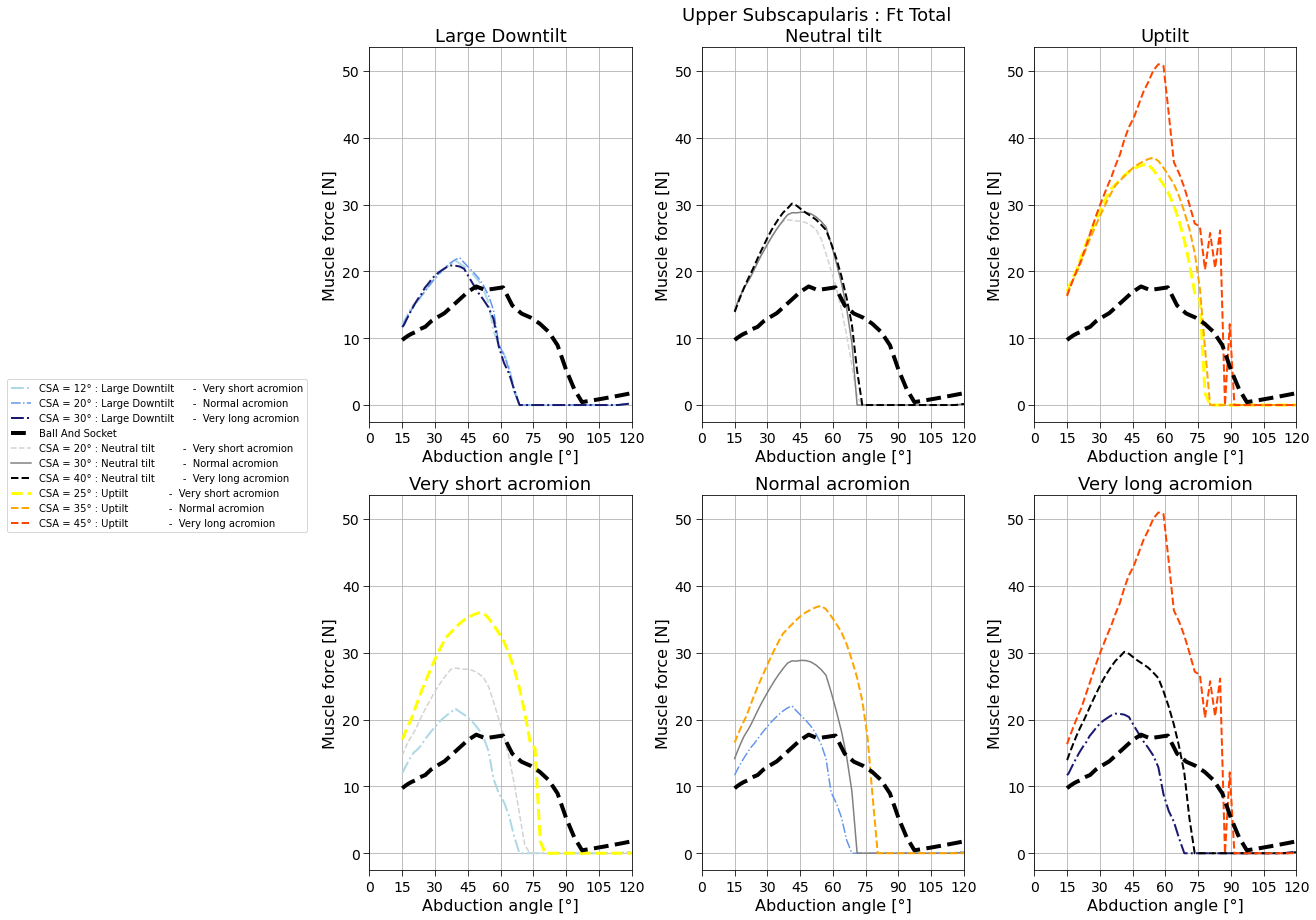 Upper Subscapularis : Ft Total
Large Downtilt
Neutral tilt
Uptilt
Muscle force [N]
50
40
30
20
10
0
0 15 30 45 60 75 90 105 120
Abduction angle [°]
Muscle force [N]
50
40
30
20
10
0
0 15 30 45 60 75 90 105 120
Abduction angle [°]
Muscle force [N]
50
40
30
20
10
0
0 15 30 45 60 75 90 105 120
Abduction angle [°]
CSA = 12° : Large Downtilt - Very short acromion
CSA = 20° : Large Downtilt - Normal acromion
CSA = 30° : Large Downtilt - Very long acromion
Ball And Socket
CSA = 20° : Neutral tilt - Very short acromion
CSA = 30° : Neutral tilt - Normal acromion
CSA = 40° : Neutral tilt - Very long acromion
CSA = 25° : Uptilt - Very short acromion
CSA = 35° : Uptilt - Normal acromion
CSA = 45° : Uptilt - Very long acromion
Very short acromion
Normal acromion
Very long acromion
Muscle force [N]
50
40
30
20
10
0
0 15 30 45 60 75 90 105 120
Abduction angle [°]
Muscle force [N]
50
40
30
20
10
0
0 15 30 45 60 75 90 105 120
Abduction angle [°]
Muscle force [N]
50
40
30
20
10
0
0 15 30 45 60 75 90 105 120
Abduction angle [°]